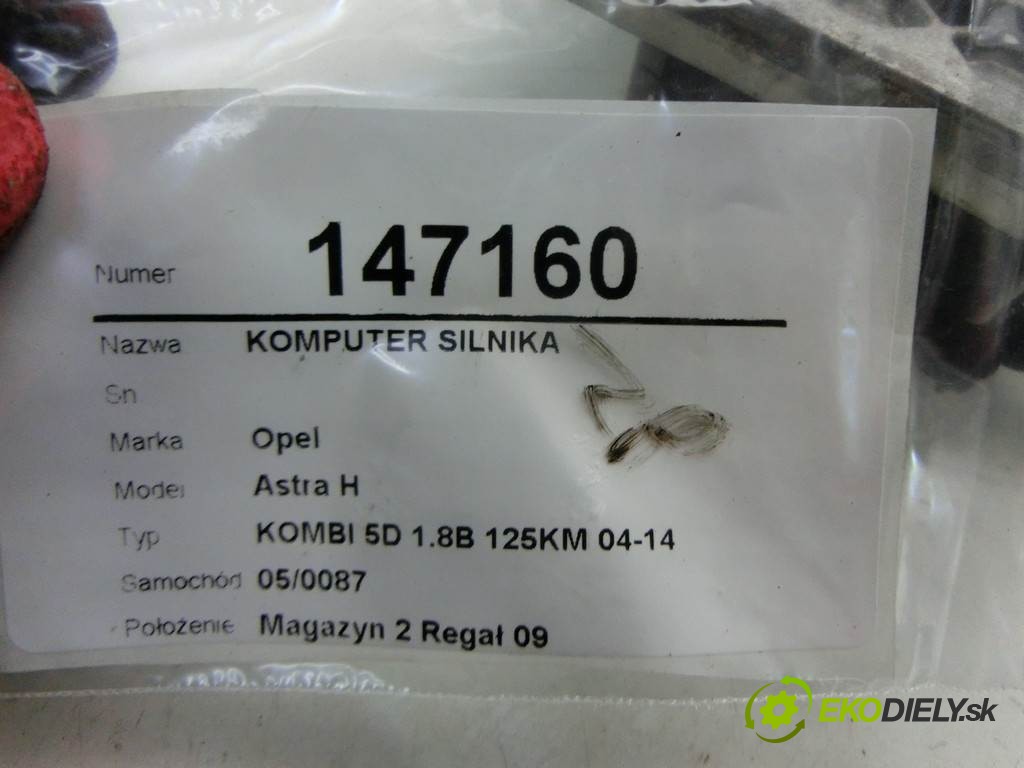 Numer 147160
Nazwa KOMPUTER SILNIKA
Sn
Marka Opel
Model Astra H
Typ KOMBI 5D 1.8B 125KM 04-14
Samochód 05/0087
Położenie Magazyn 2 Regał 09
EKODIELY.sk